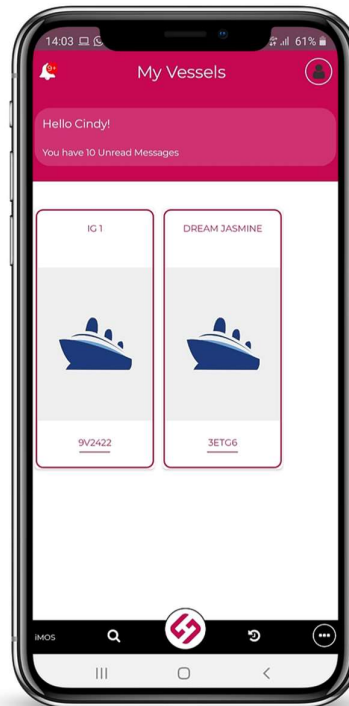 14:03
61%
9+
My Vessels
Hello Cindy!
You have 10 Unread Messages
IG 1
DREAM JASMINE
9V2422
3ETG6
iMOS